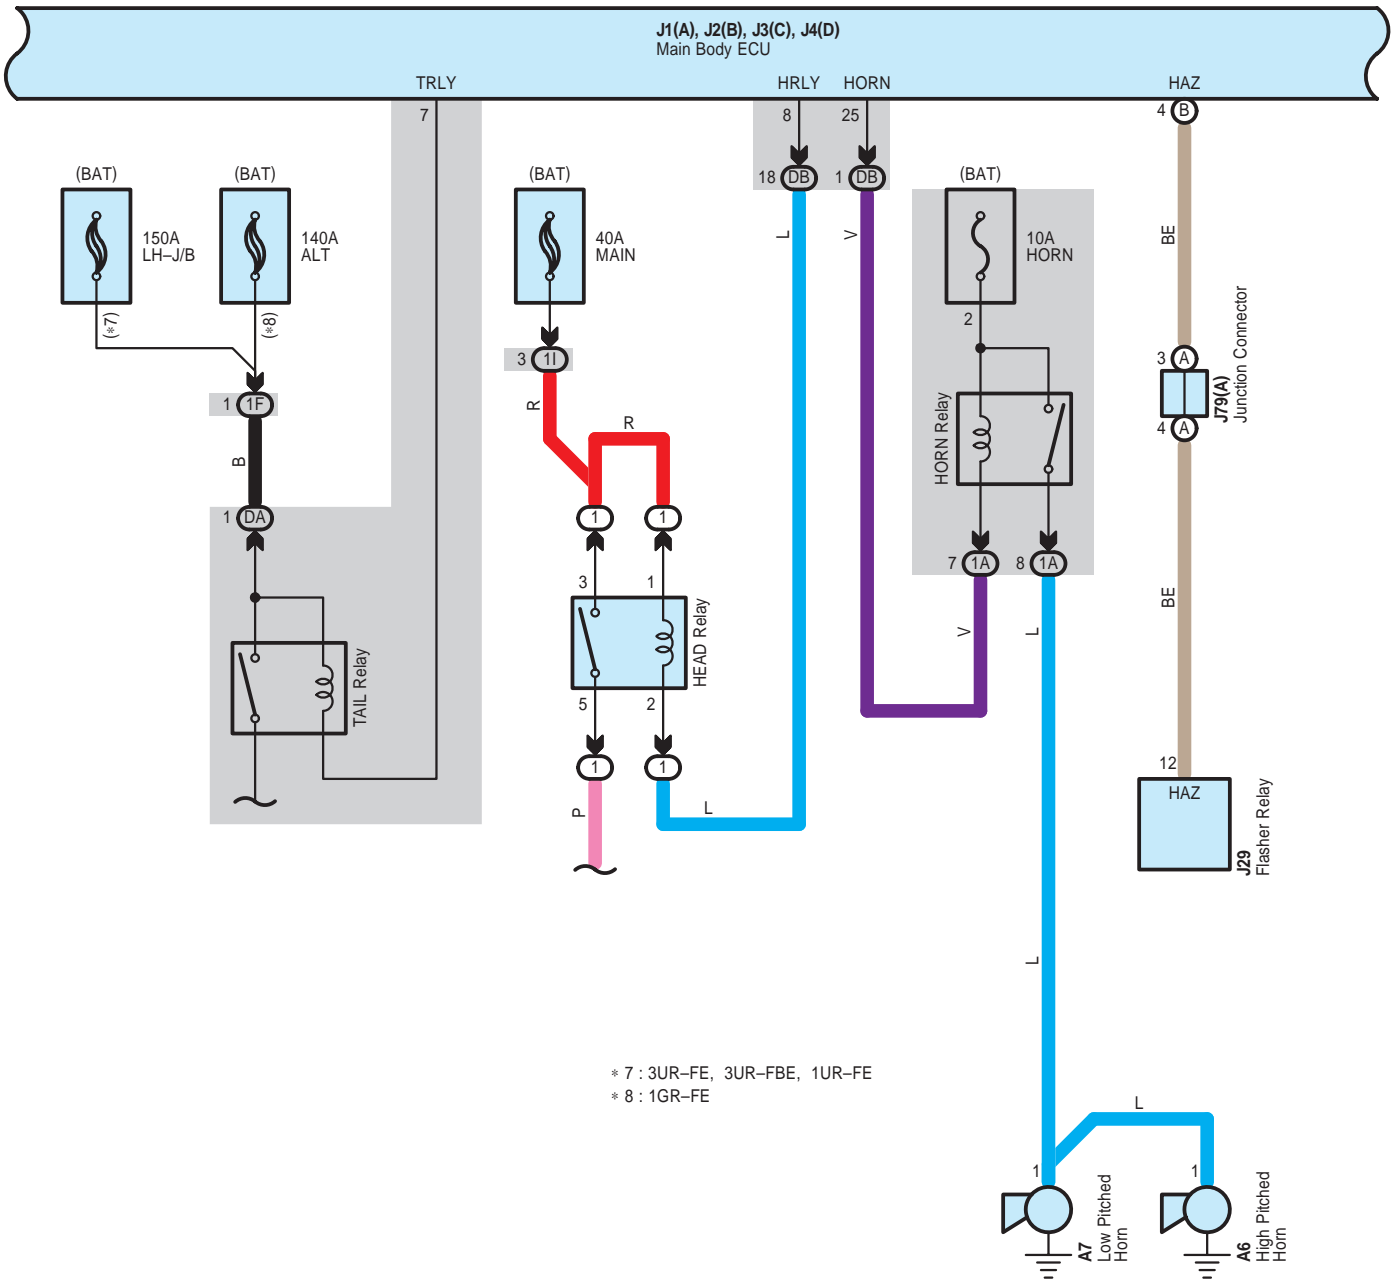 J1(A), J2(B), J3(C), J4(D)
Main Body ECU
TRLY
HRLY
HORN
HAZ
7
8
25
4 B
18 DB
1 DB
(BAT)
(BAT)
(BAT)
(BAT)
150A
LH–J/B
140A
ALT
40A
MAIN
10A
HORN
L
V
BE
(∗7)
(∗8)
2
3 1I
3 A
J79(A)
Junction Connector
4 A
1 1F
R
R
B
HORN Relay
1 DA
1
1
7 1A
8 1A
3
1
HEAD Relay
BE
V
L
TAIL Relay
5
2
1
1
12
HAZ
J29
Flasher Relay
P
L
L
∗ 7 : 3UR–FE, 3UR–FBE, 1UR–FE
∗ 8 : 1GR–FE
L
1
1
A7
Low Pitched
Horn
A6
High Pitched
Horn